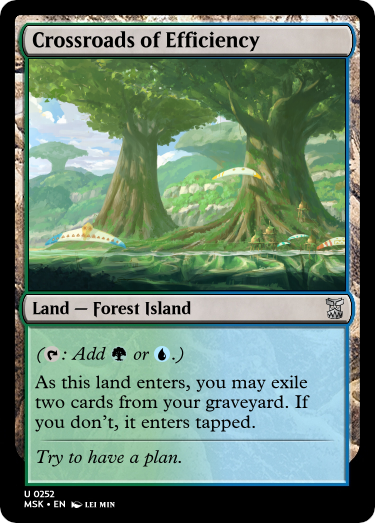 Crossroads of Efficiency
Land — Forest Island
(: Add or .)
As this land enters, you may exile
two cards from your graveyard. If
you don't, it enters tapped.
Try to have a plan.
U 0252
MSK • EN LEI MIN